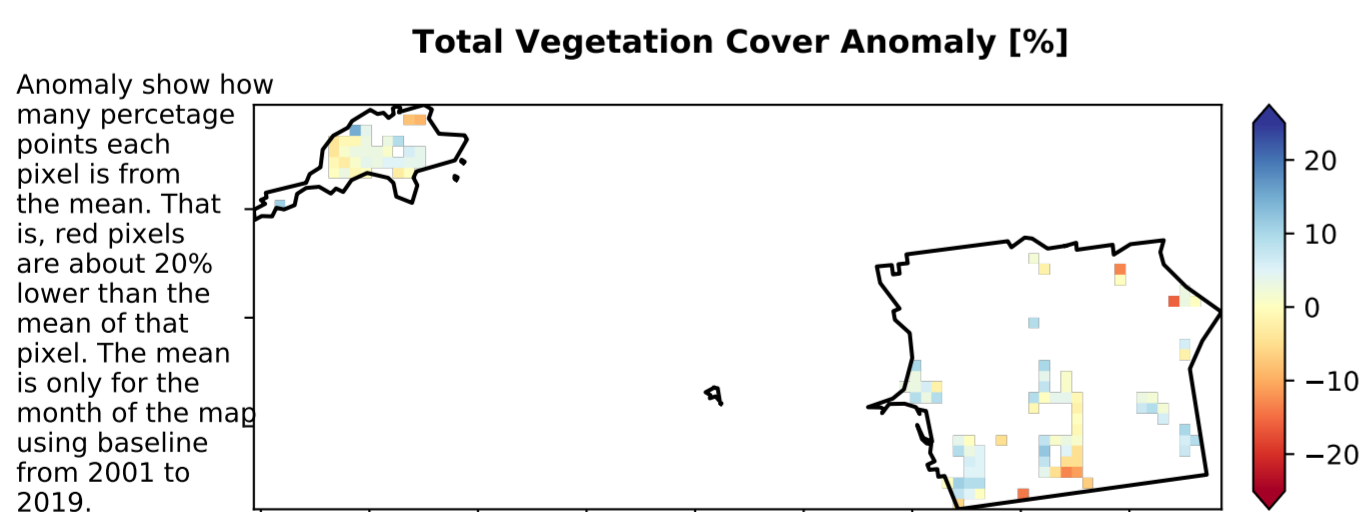 Total Vegetation Cover Anomaly [%]
Anomaly show how
many percetage
points each
pixel is from
the mean. That
is, red pixels
are about 20%
lower than the
mean of that
pixel. The mean
is only for the
month of the map
using baseline
from 2001 to
2019.
20
10
0
−10
−20